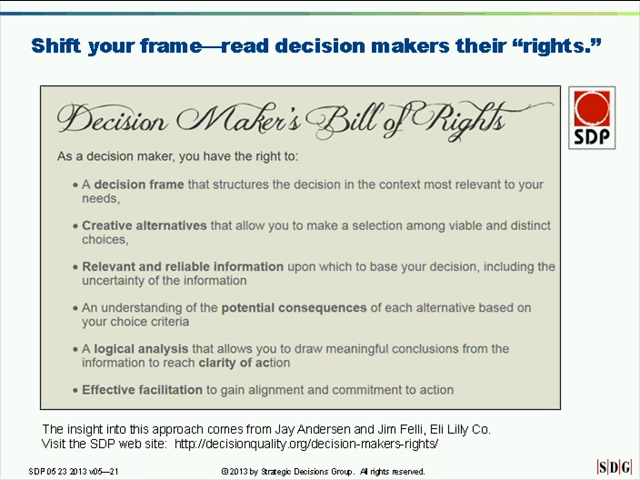 Shift your frame—read decision makers their “rights.”
Decision Maker's Bill of Rights
SDP
As a decision maker, you have the right to:
• A decision frame that structures the decision in the context most relevant to your
needs,
• Creative alternatives that allow you to make a selection among viable and distinct
choices,
• Relevant and reliable information upon which to base your decision, including the
uncertainty of the information
• An understanding of the potential consequences of each alternative based on
your choice criteria
• A logical analysis that allows you to draw meaningful conclusions from the
information to reach clarity of action
• Effective facilitation to gain alignment and commitment to action
The insight into this approach comes from Jay Andersen and Jim Felli, Eli Lilly Co.
Visit the SDP web site: http://decisionquality.org/decision-makers-rights/
SDP 05 23 2013 v05—21
© 2013 by Strategic Decisions Group. All rights reserved.
SDG